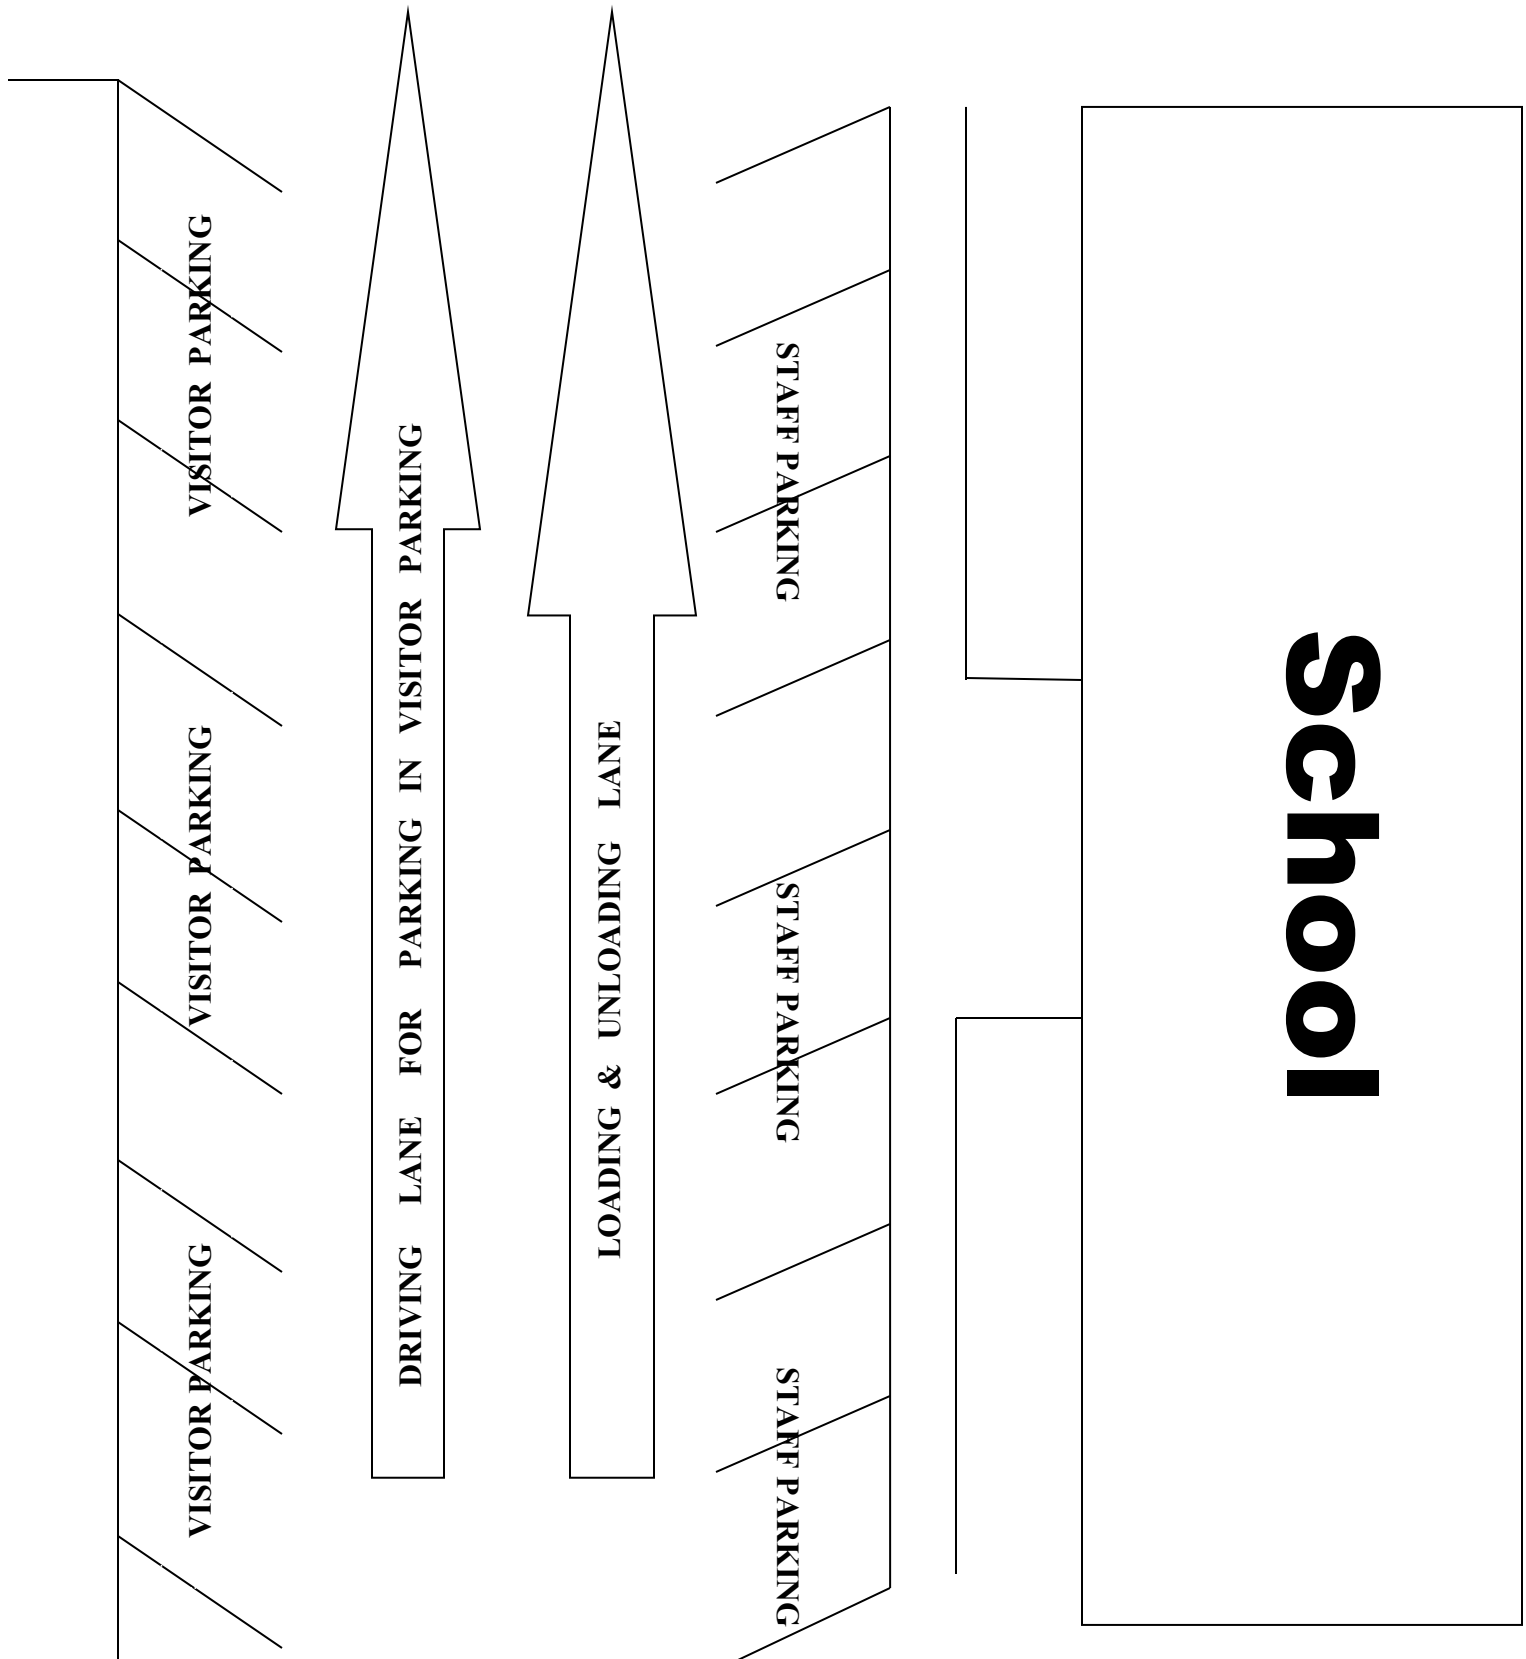 VISITOR PARKING
VISITOR PARKING
VISITOR PARKING
DRIVING LANE FOR PARKING IN VISITOR PARKING
LOADING & UNLOADING LANE
STAFF PARKING
STAFF PARKING
STAFF PARKING
School